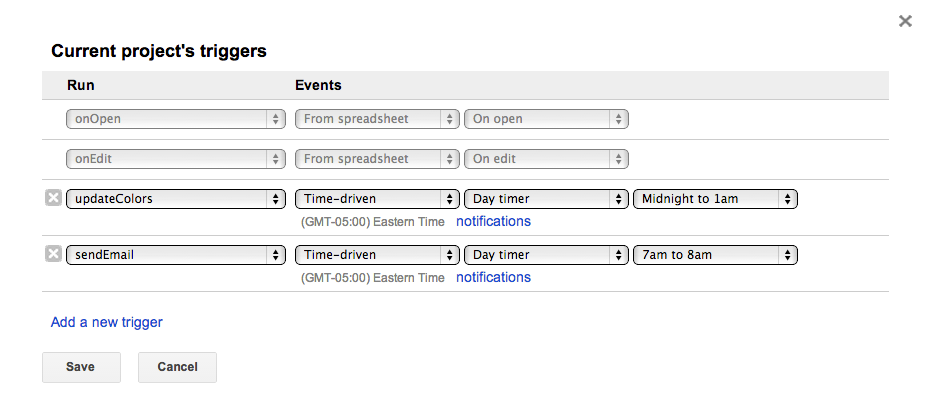 Current project's triggers
Run Events
onOpen From spreadsheet On open
onEdit From spreadsheet On edit
updateColors Time-driven Day timer Midnight to 1am
(GMT-05:00) Eastern Time notifications
sendEmail Time-driven Day timer 7am to 8am
(GMT-05:00) Eastern Time notifications
Add a new trigger
Save Cancel